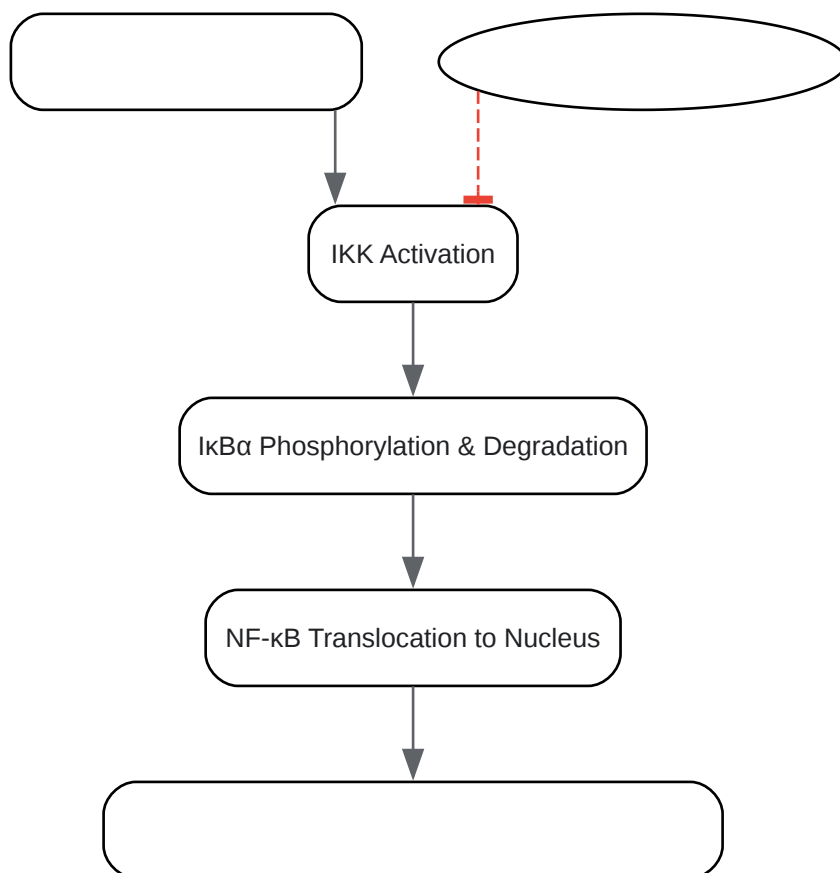 IKK Activation
IκBα Phosphorylation & Degradation
NF-κB Translocation to Nucleus